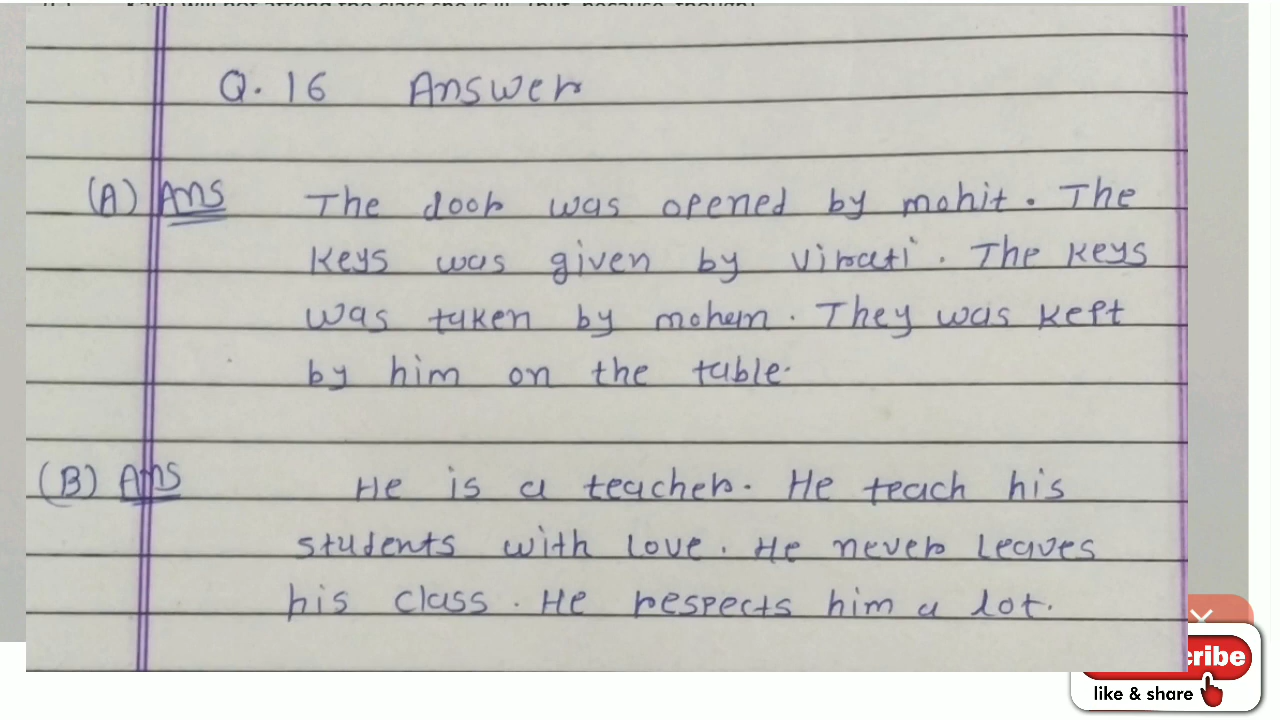 Q. 16 Answer
(A) Ans The door was opened by mohit. The
keys was given by Virati. The keys
was taken by mohan. They was kept
by him on the table.
(B) Ans He is a teacher. He teach his
students with love. He never leaves
his class. He respects him a lot.
cribe
like & share